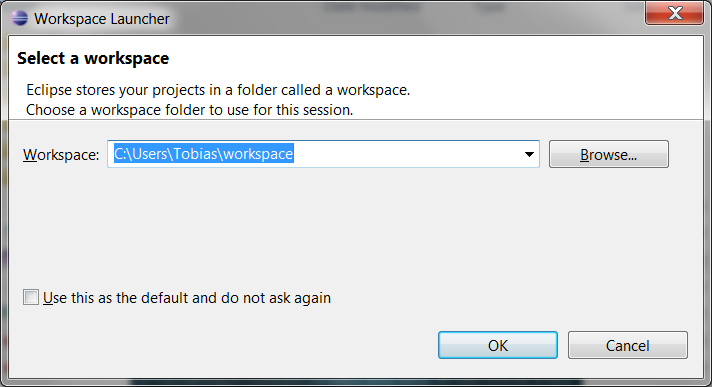 Workspace Launcher
Select a workspace
Eclipse stores your projects in a folder called a workspace.
Choose a workspace folder to use for this session.
Workspace: C:\Users\Tobias\workspace Browse...
Use this as the default and do not ask again
OK Cancel